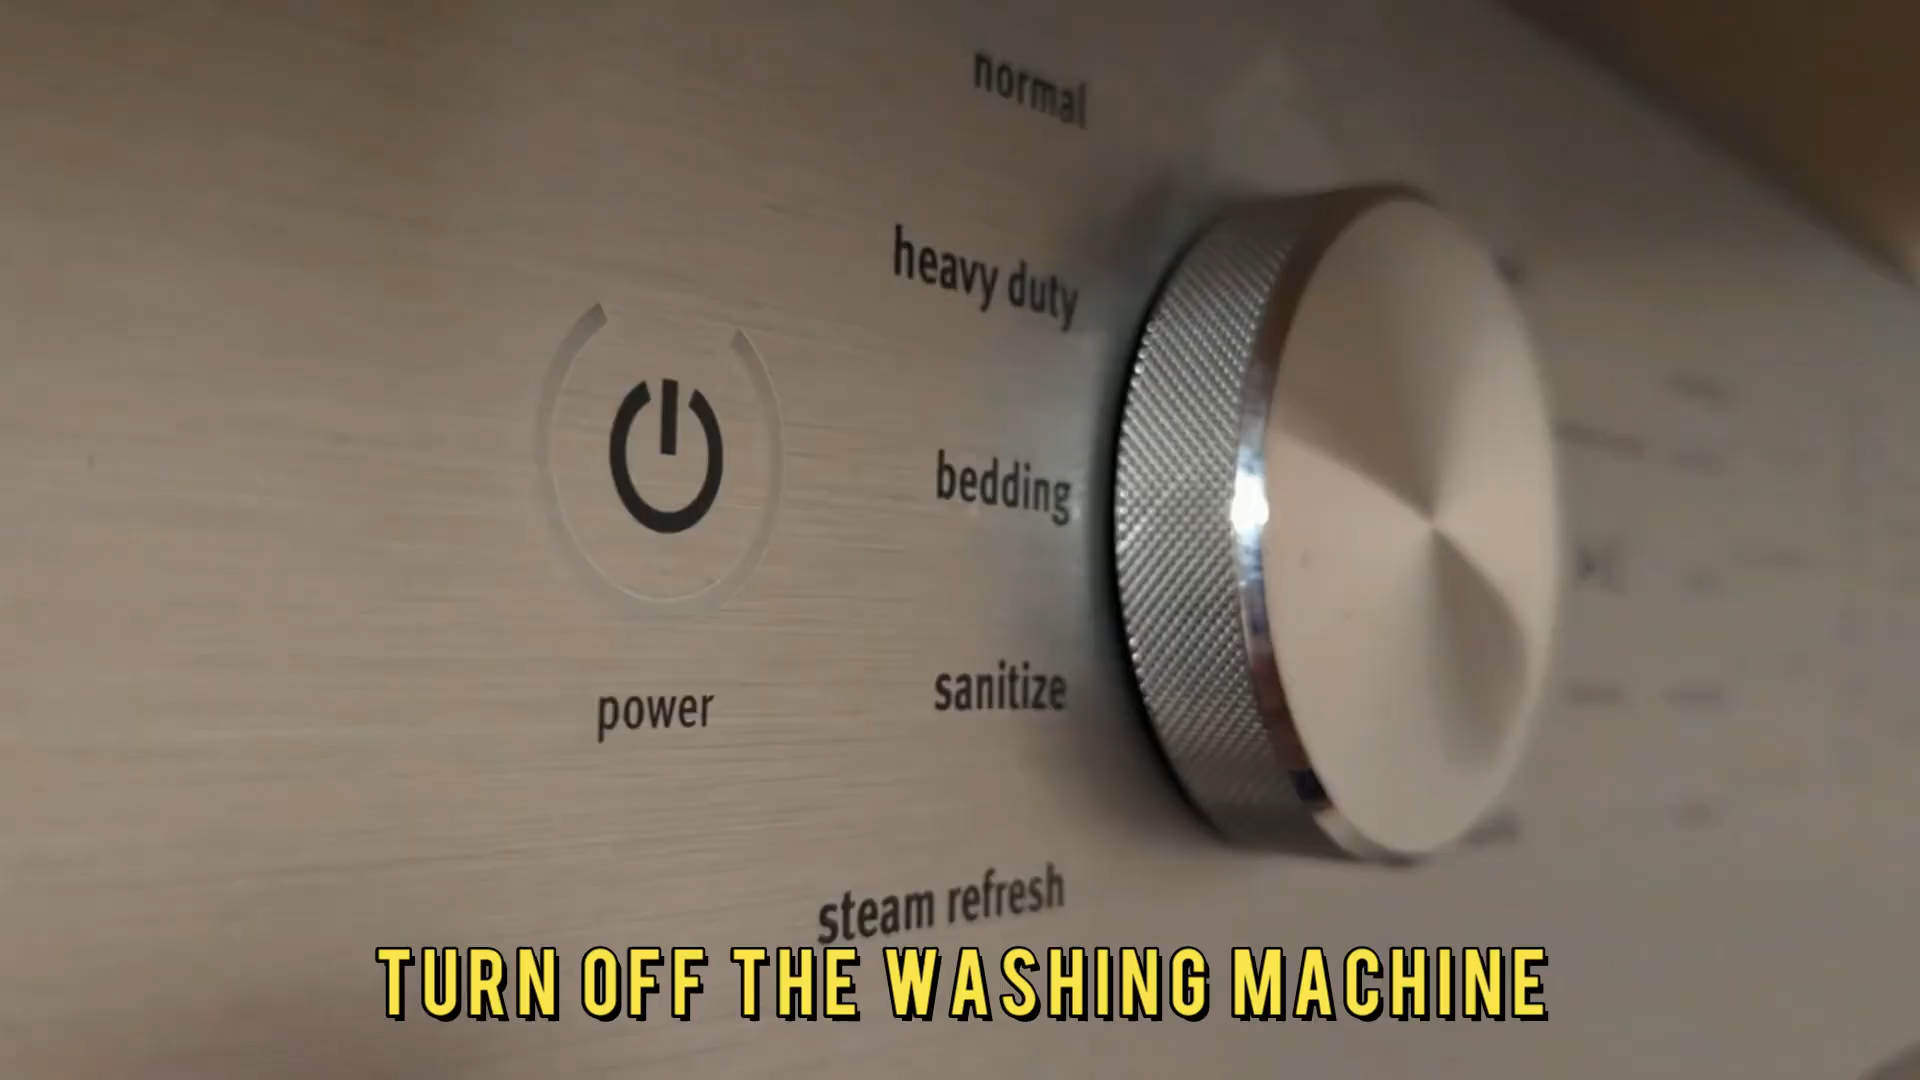 normal
heavy duty
bedding
sanitize
power
steam refresh
TURN OFF THE WASHING MACHINE